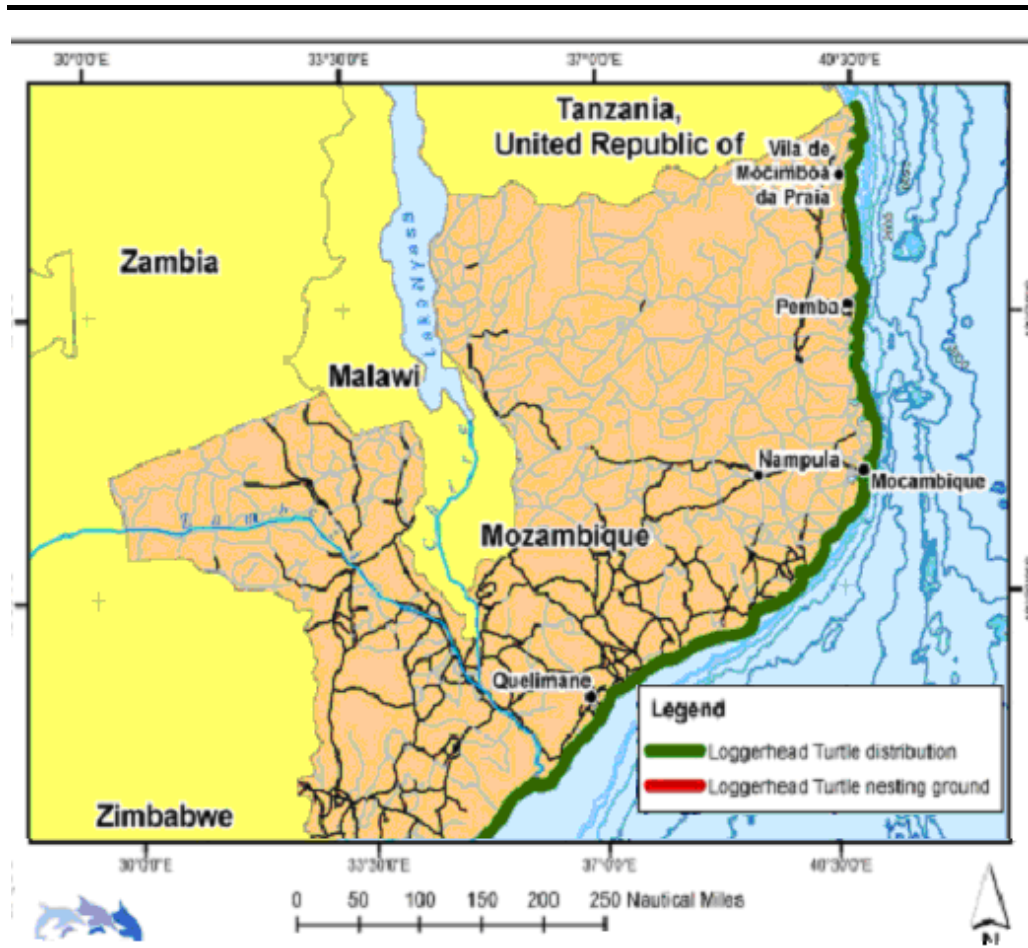 30°0'0"E 33°30'0"E 37°0'0"E 40°30'0"E
Tanzania,
United Republic of
Vila de
Mocimboa
da Praia
2000
Zambia
Lake Nyass
Pemba
Malawi
Nampula
Mocambique
Mozambique
Quelimane
Legend
Loggerhead Turtle distribution
Loggerhead Turtle nesting ground
Zimbabwe
30°0'0"E 33°30'0"E 37°0'0"E 40°30'0"E
0 50 100 150 200 250 Nautical Miles
N